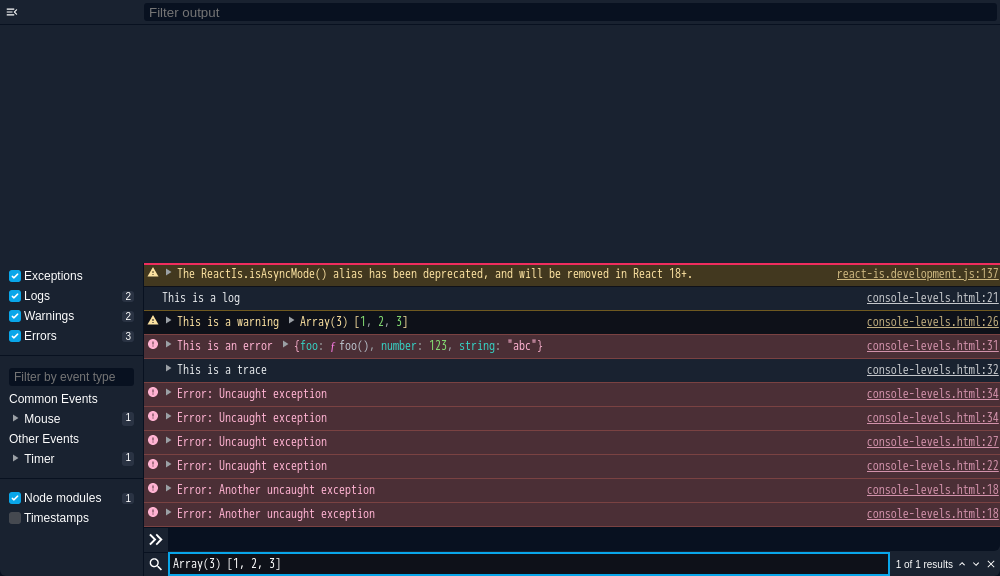 Filter output
Exceptions
Logs 2
Warnings 2
Errors 3
Filter by event type
Common Events
Mouse 1
Other Events
Timer 1
Node modules 1
Timestamps
The ReactIs.isAsyncMode() alias has been deprecated, and will be removed in React 18+. react-is.development.js:137
This is a log console-levels.html:21
This is a warning Array(3) [1, 2, 3] console-levels.html:26
This is an error {foo: ƒ foo(), number: 123, string: "abc"} console-levels.html:31
This is a trace console-levels.html:32
Error: Uncaught exception console-levels.html:34
Error: Uncaught exception console-levels.html:34
Error: Uncaught exception console-levels.html:27
Error: Uncaught exception console-levels.html:22
Error: Another uncaught exception console-levels.html:18
Error: Another uncaught exception console-levels.html:18
Array(3) [1, 2, 3] 1 of 1 results